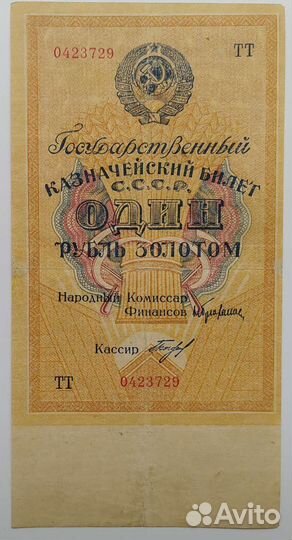 0423729 ТТ
Государственный
КАЗНАЧЕЙСКИЙ БИЛЕТ
С.С.С.Р.
ОДИН
РУБЛЬ ЗОЛОТОМ
Народный Комиссар
Финансов
Кассир
ТТ 0423729
Avito